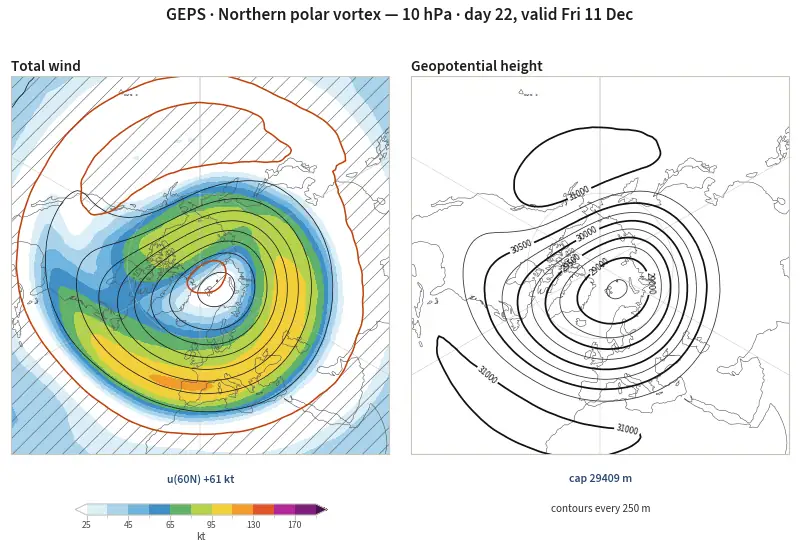 GEPS · Northern polar vortex — 10 hPa · day 22, valid Fri 11 Dec
Total wind
Geopotential height
31000
30500
30000
29000
29000
31000
31000
u(60N) +61 kt
cap 29409 m
contours every 250 m
25 45 65 95 130 170
kt